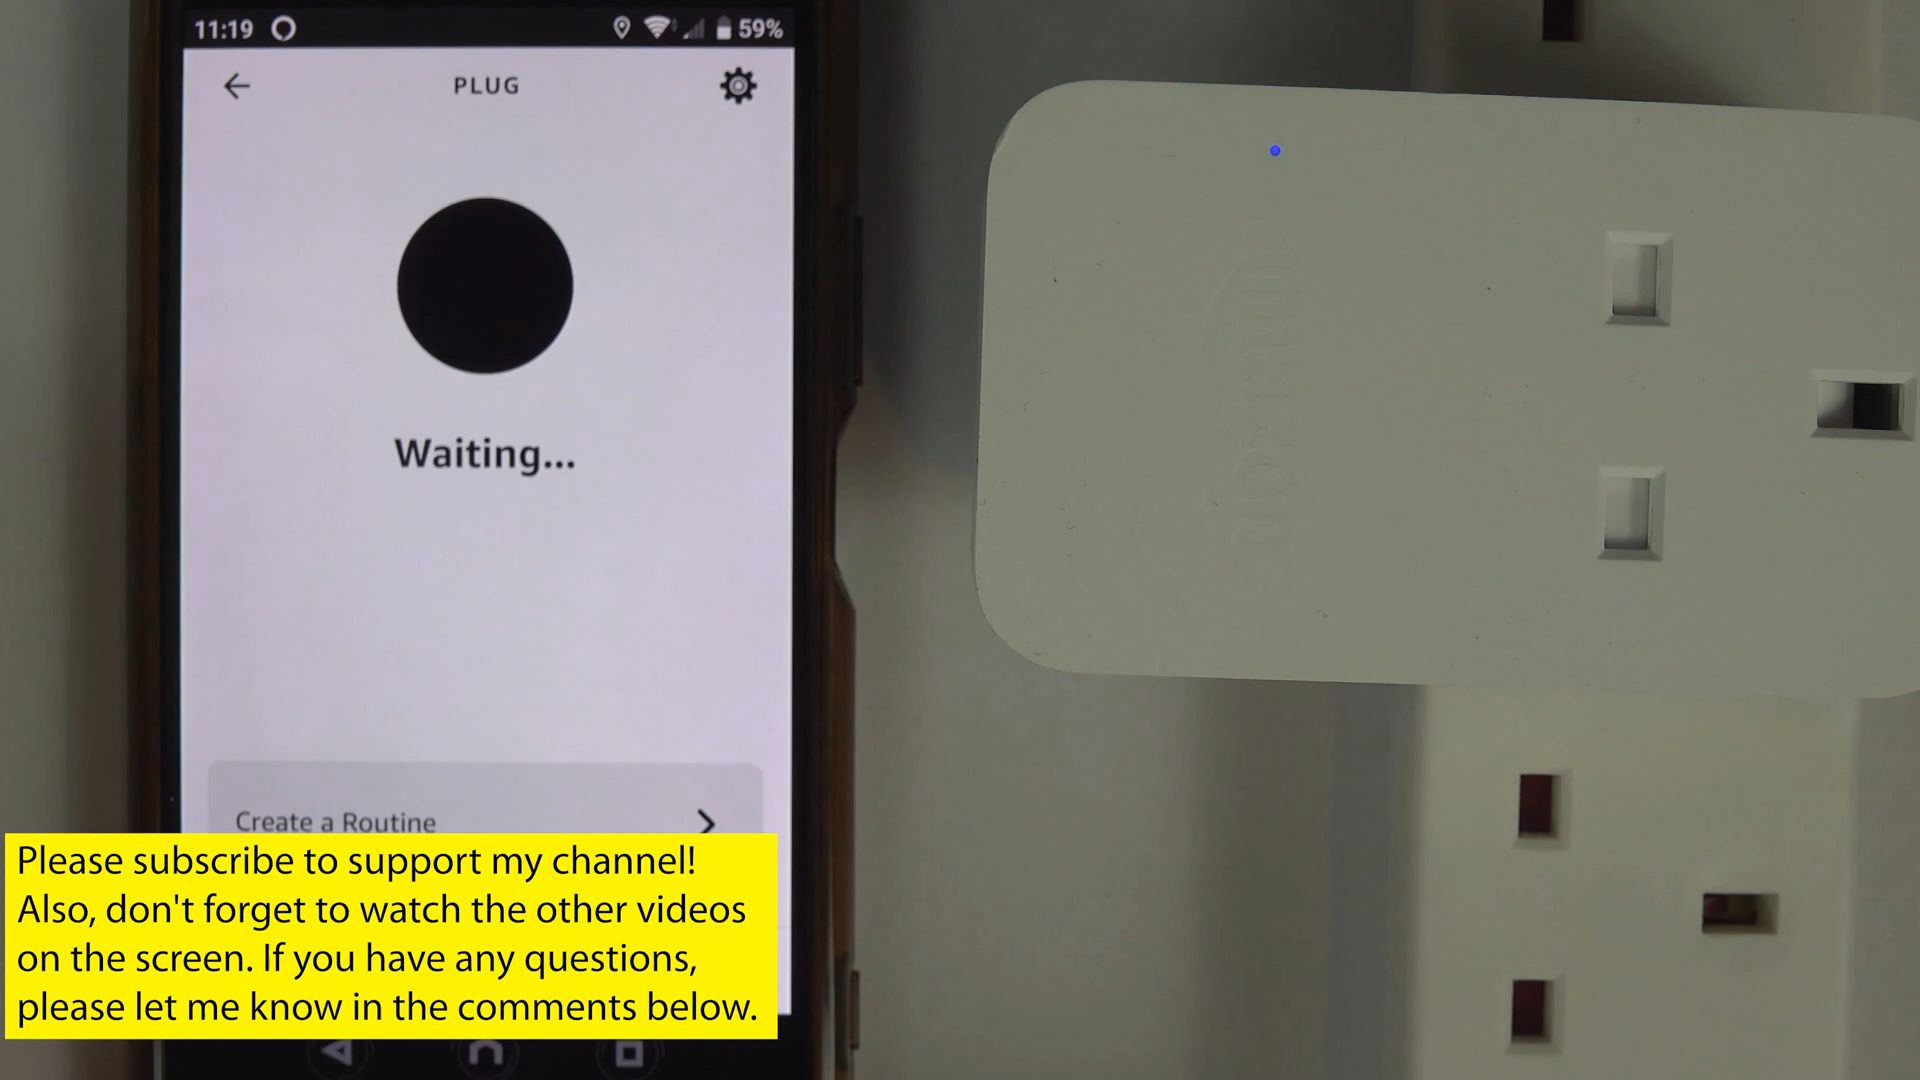 11:19
59%
PLUG
Waiting...
Create a Routine
amazon
Please subscribe to support my channel!
Also, don't forget to watch the other videos
on the screen. If you have any questions,
please let me know in the comments below.